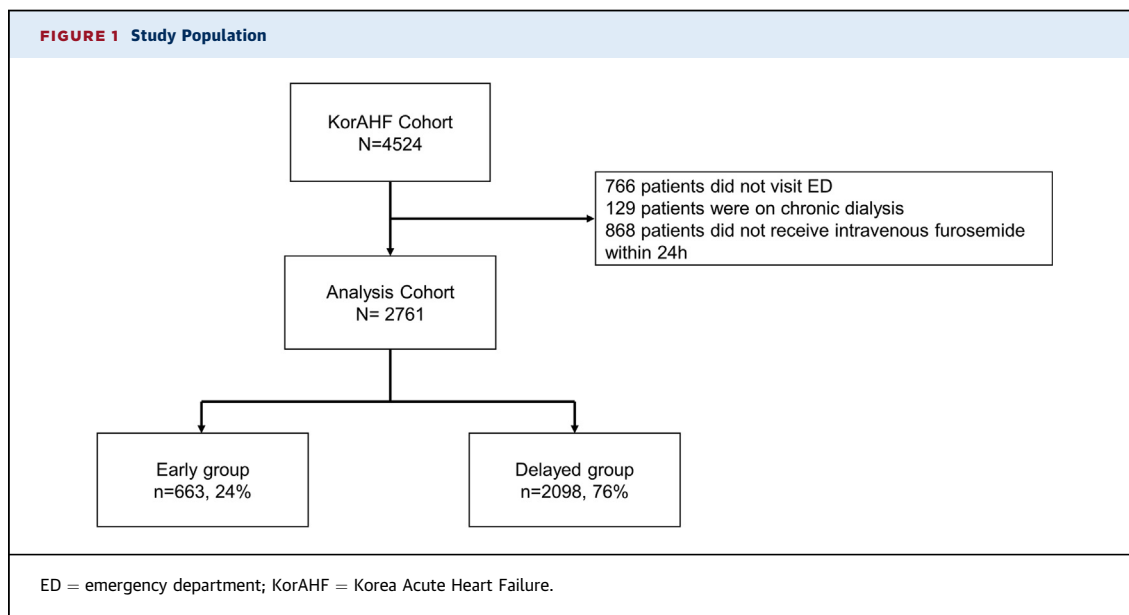 FIGURE 1 Study Population
KorAHF Cohort
N=4524
766 patients did not visit ED
129 patients were on chronic dialysis
868 patients did not receive intravenous furosemide
within 24h
Analysis Cohort
N= 2761
Early group
n=663, 24%
Delayed group
n=2098, 76%
ED = emergency department; KorAHF = Korea Acute Heart Failure.